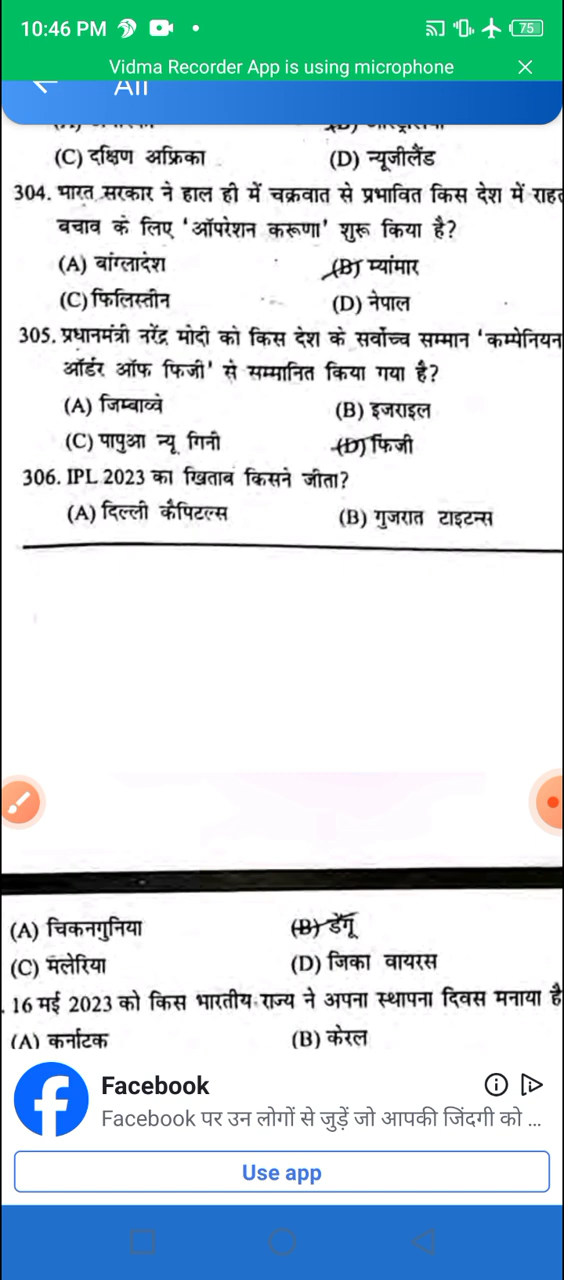 10:46 PM
75
Vidma Recorder App is using microphone
All
(C) दक्षिण अफ्रिका (D) न्यूजीलैंड
304. भारत सरकार ने हाल ही में चक्रवात से प्रभावित किस देश में राहत
बचाव के लिए 'ऑपरेशन करूणा' शुरू किया है?
(A) बांग्लादेश (B) म्यांमार
(C) फिलिस्तीन (D) नेपाल
305. प्रधानमंत्री नरेंद्र मोदी को किस देश के सर्वोच्च सम्मान 'कम्पेनियन
ऑर्डर ऑफ फिजी' से सम्मानित किया गया है?
(A) जिम्बाब्वे (B) इजराइल
(C) पापुआ न्यू गिनी (D) फिजी
306. IPL 2023 का खिताब किसने जीता?
(A) दिल्ली कैपिटल्स (B) गुजरात टाइटन्स
(A) चिकनगुनिया (B) डेंगू
(C) मलेरिया (D) जिका वायरस
. 16 मई 2023 को किस भारतीय राज्य ने अपना स्थापना दिवस मनाया है
(A) कर्नाटक (B) केरल
Facebook
Facebook पर उन लोगों से जुड़ें जो आपकी जिंदगी को ...
Use app